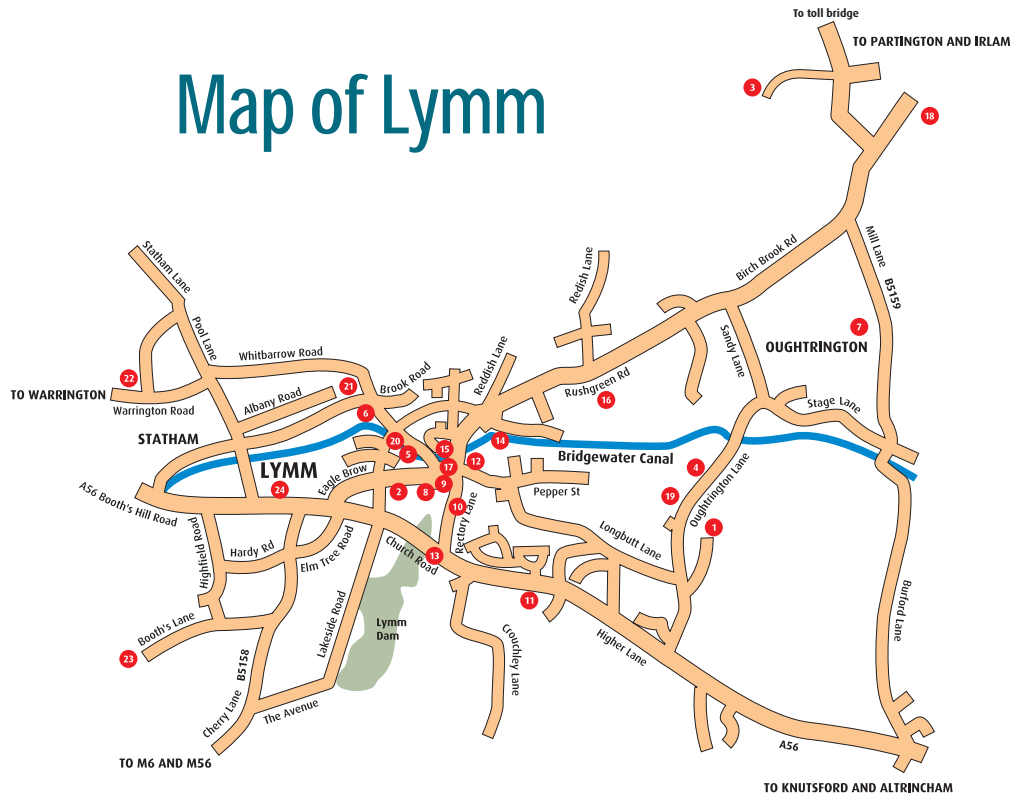 To toll bridge
TO PARTINGTON AND IRLAM
Map of Lymm
3
18
Statham Lane
Redish Lane
Birch Brook Rd
Mill Lane
B5159
Pool Lane
7
Sandy Lane
OUGHTRINGTON
Whitbarrow Road
Reddish Lane
22
21
Brook Road
Rushgreen Rd
TO WARRINGTON
Warrington Road
Albany Road
16
Stage Lane
6
STATHAM
20
15
14
5
Bridgewater Canal
LYMM
17
12
4
Eagle Brow
Oughtrington Lane
24
2
8
9
Pepper St
19
A56 Booth's Hill Road
10
Rectory Lane
1
Highfield Road
Hardy Rd
Elm Tree Road
Church Road
13
Longbutt Lane
11
Burford Lane
Booth's Lane
Lakeside Road
Lymm
Dam
Crouchley Lane
Higher Lane
23
B5158
Cherry Lane
The Avenue
A56
TO M6 AND M56
TO KNUTSFORD AND ALTRINCHAM